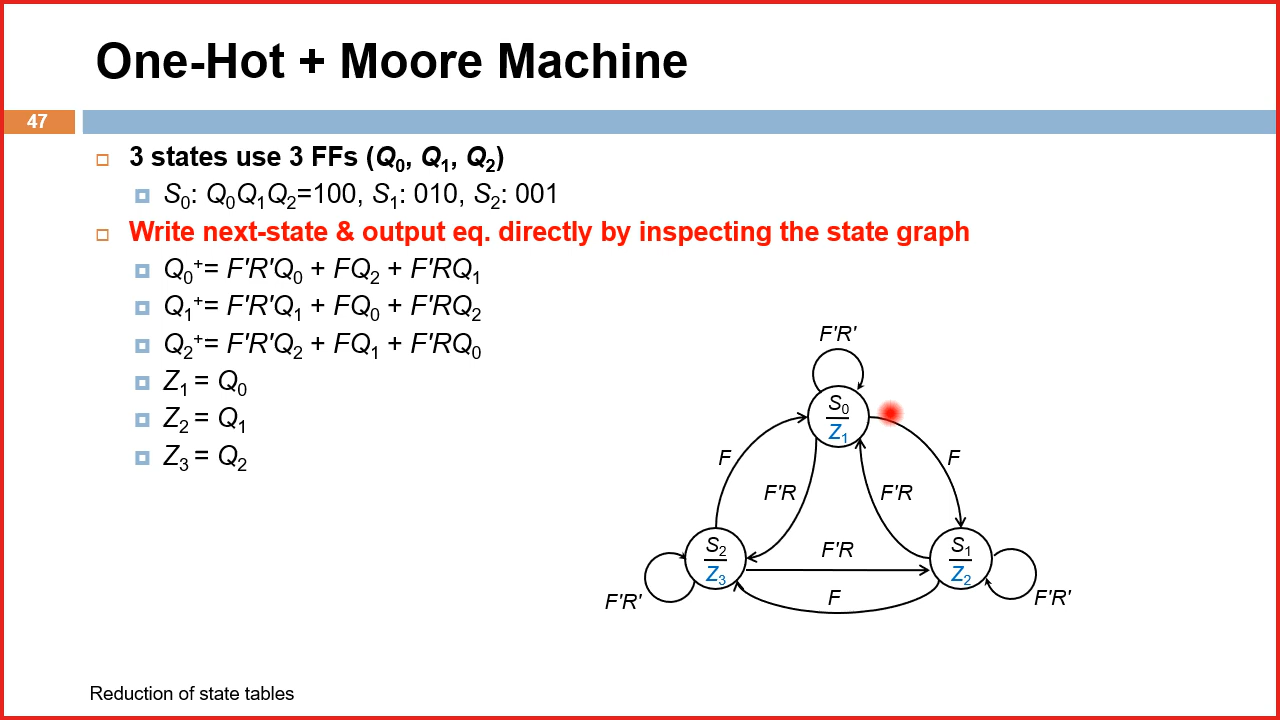 One-Hot + Moore Machine
47
3 states use 3 FFs (Q₀, Q₁, Q₂)
S₀: Q₀Q₁Q₂=100, S₁: 010, S₂: 001
Write next-state & output eq. directly by inspecting the state graph
Q₀⁺= F'R'Q₀ + FQ₂ + F'RQ₁
Q₁⁺= F'R'Q₁ + FQ₀ + F'RQ₂
Q₂⁺= F'R'Q₂ + FQ₁ + F'RQ₀
Z₁ = Q₀
Z₂ = Q₁
Z₃ = Q₂
F'R'
S₀
Z₁
F
F
F'R
F'R
S₂
Z₃
F'R
S₁
Z₂
F'R'
F
F'R'
Reduction of state tables